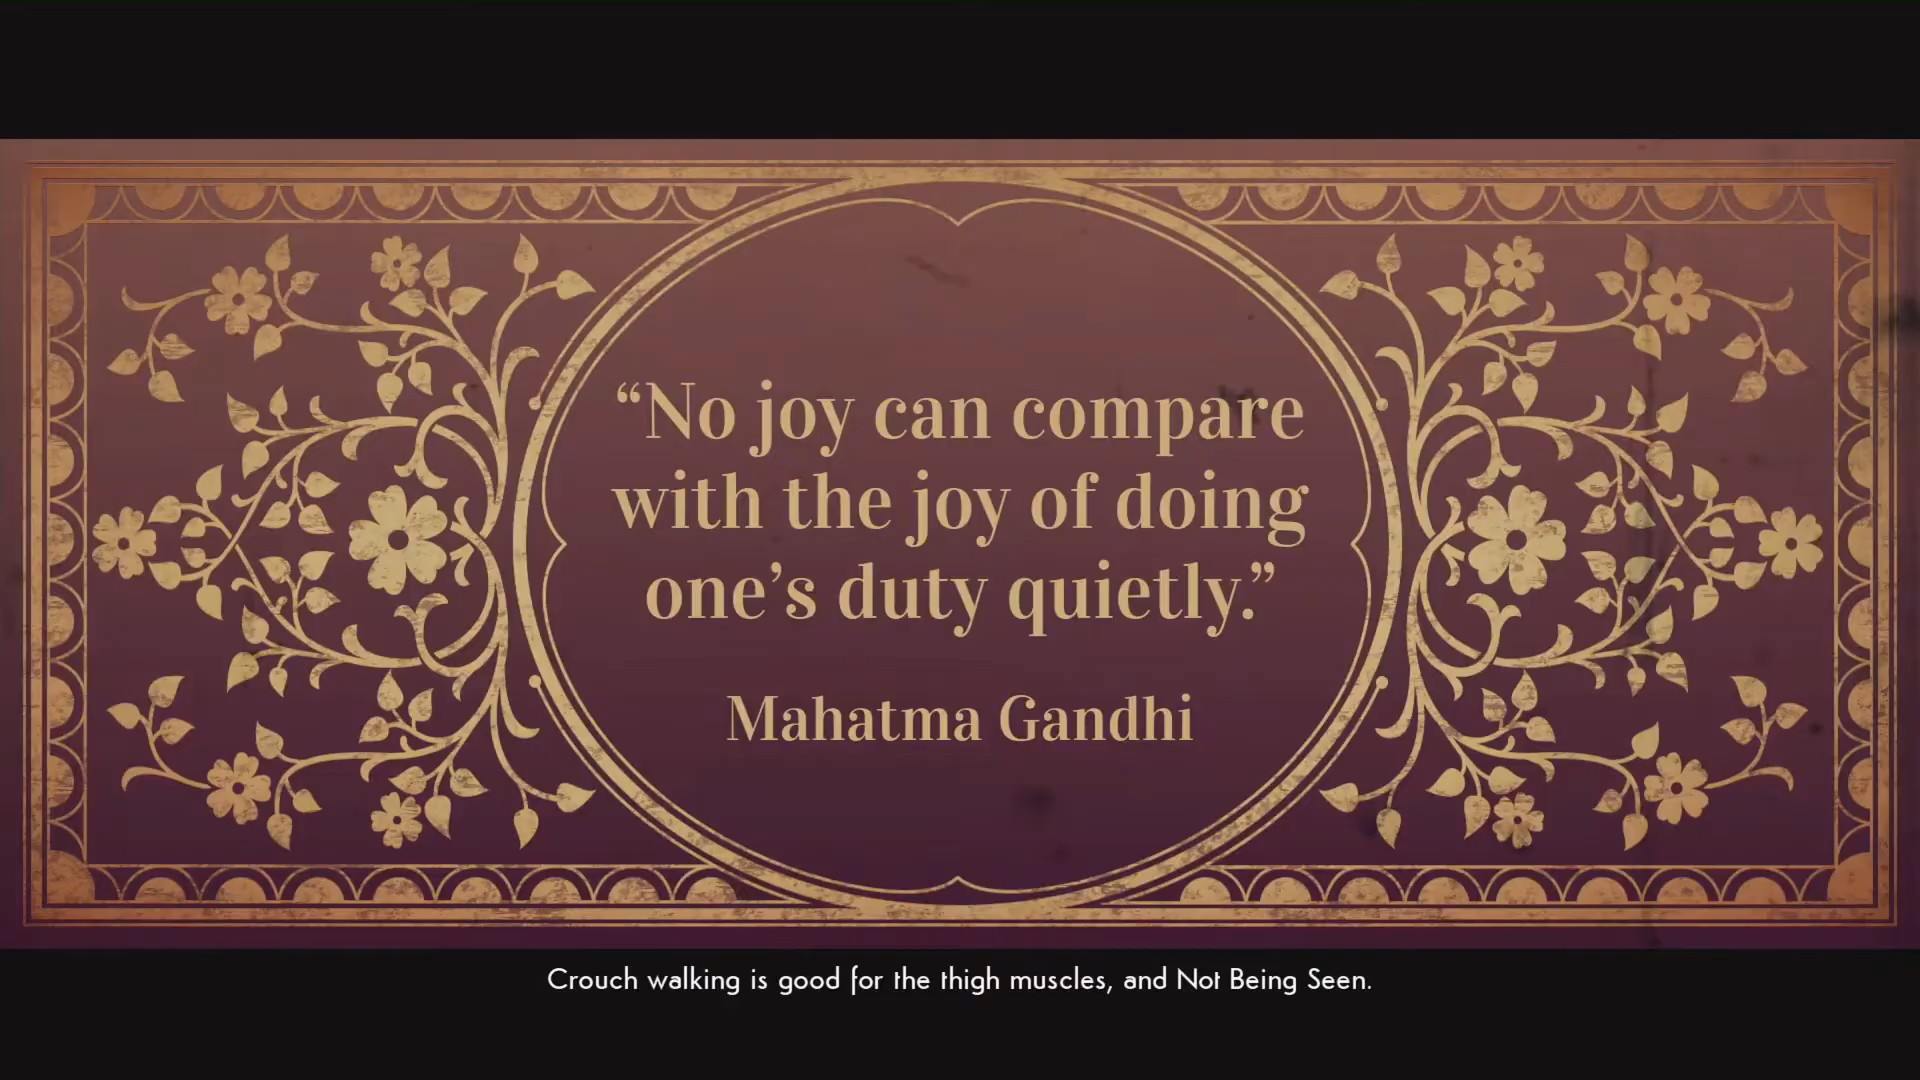 “No joy can compare
with the joy of doing
one’s duty quietly.”
Mahatma Gandhi
Crouch walking is good for the thigh muscles, and Not Being Seen.